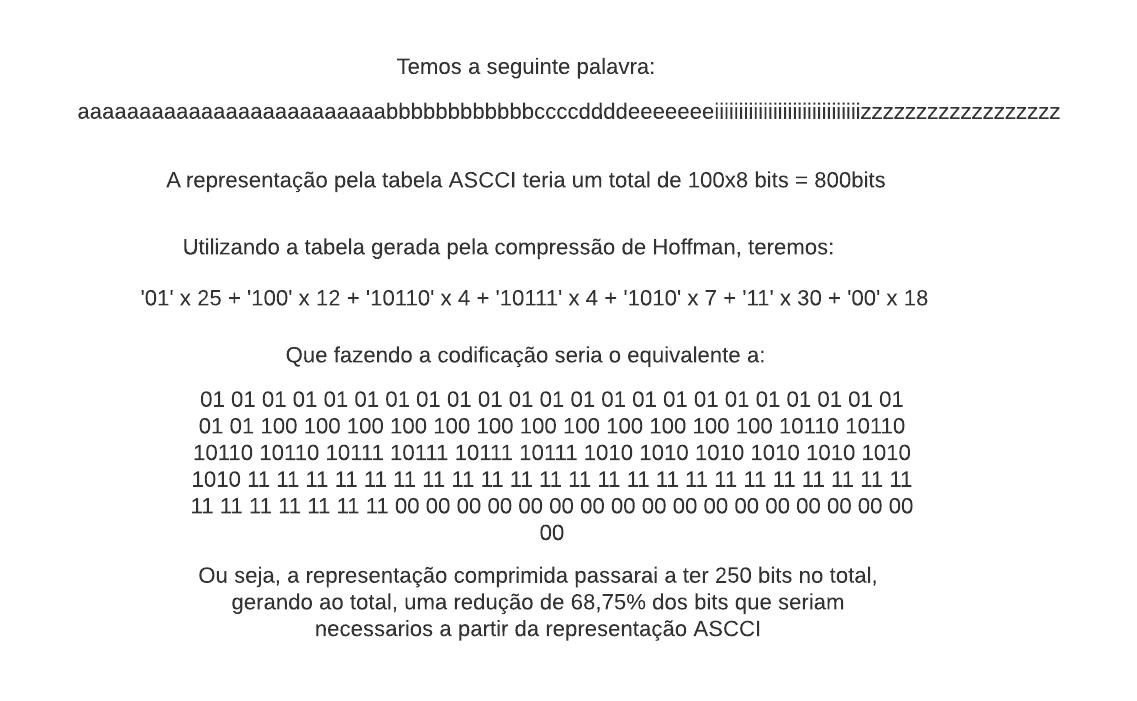 Temos a seguinte palavra:
aaaaaaaaaaaaaaaaaaaaaaaaabbbbbbbbbbbbccccddddeeeeeeeiiiiiiiiiiiiiiiiiiiiiiiiiiiiiizzzzzzzzzzzzzzzzzz
A representação pela tabela ASCCI teria um total de 100x8 bits = 800bits
Utilizando a tabela gerada pela compressão de Hoffman, teremos:
'01' x 25 + '100' x 12 + '10110' x 4 + '10111' x 4 + '1010' x 7 + '11' x 30 + '00' x 18
Que fazendo a codificação seria o equivalente a:
01 01 01 01 01 01 01 01 01 01 01 01 01 01 01 01 01 01 01 01 01 01 01
01 01 100 100 100 100 100 100 100 100 100 100 100 100 10110 10110
10110 10110 10111 10111 10111 10111 1010 1010 1010 1010 1010 1010
1010 11 11 11 11 11 11 11 11 11 11 11 11 11 11 11 11 11 11 11 11 11 11 11
11 11 11 11 11 11 11 00 00 00 00 00 00 00 00 00 00 00 00 00 00 00 00 00
00
Ou seja, a representação comprimida passarai a ter 250 bits no total,
gerando ao total, uma redução de 68,75% dos bits que seriam
necessarios a partir da representação ASCCI